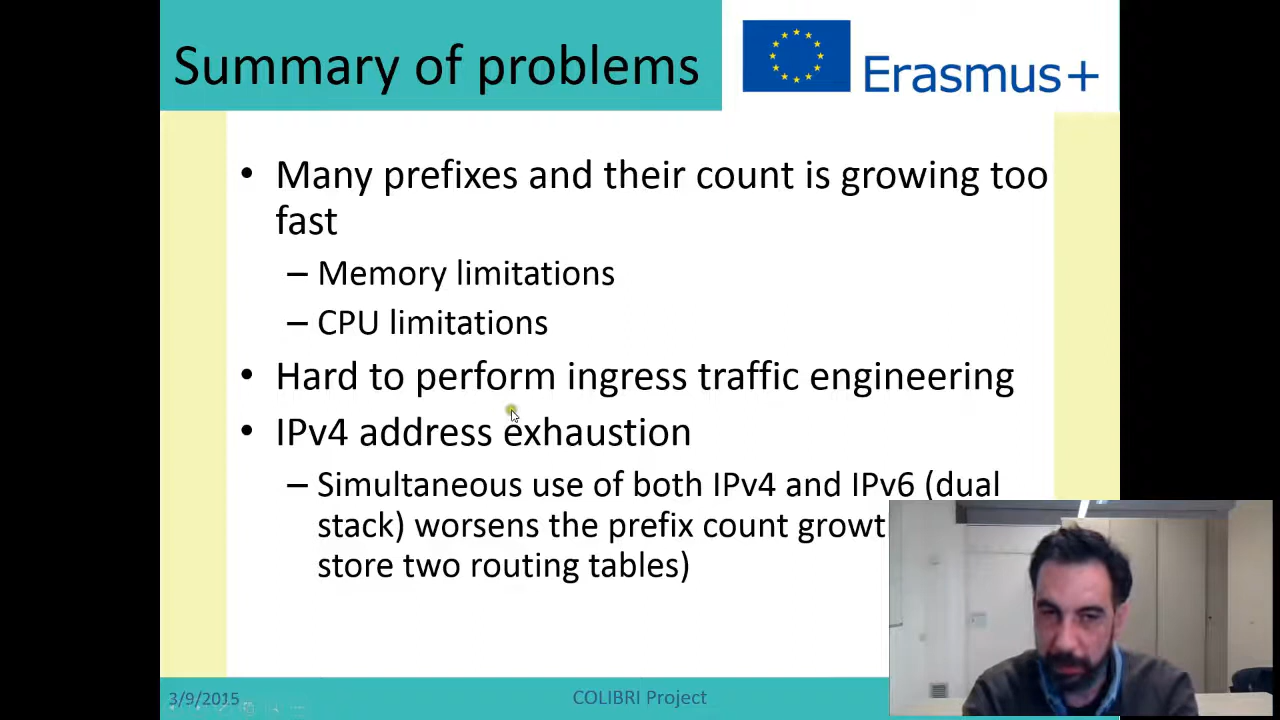 Summary of problems
Erasmus+
• Many prefixes and their count is growing too
fast
– Memory limitations
– CPU limitations
• Hard to perform ingress traffic engineering
• IPv4 address exhaustion
– Simultaneous use of both IPv4 and IPv6 (dual
stack) worsens the prefix count growt
store two routing tables)
3/9/2015
COLIBRI Project